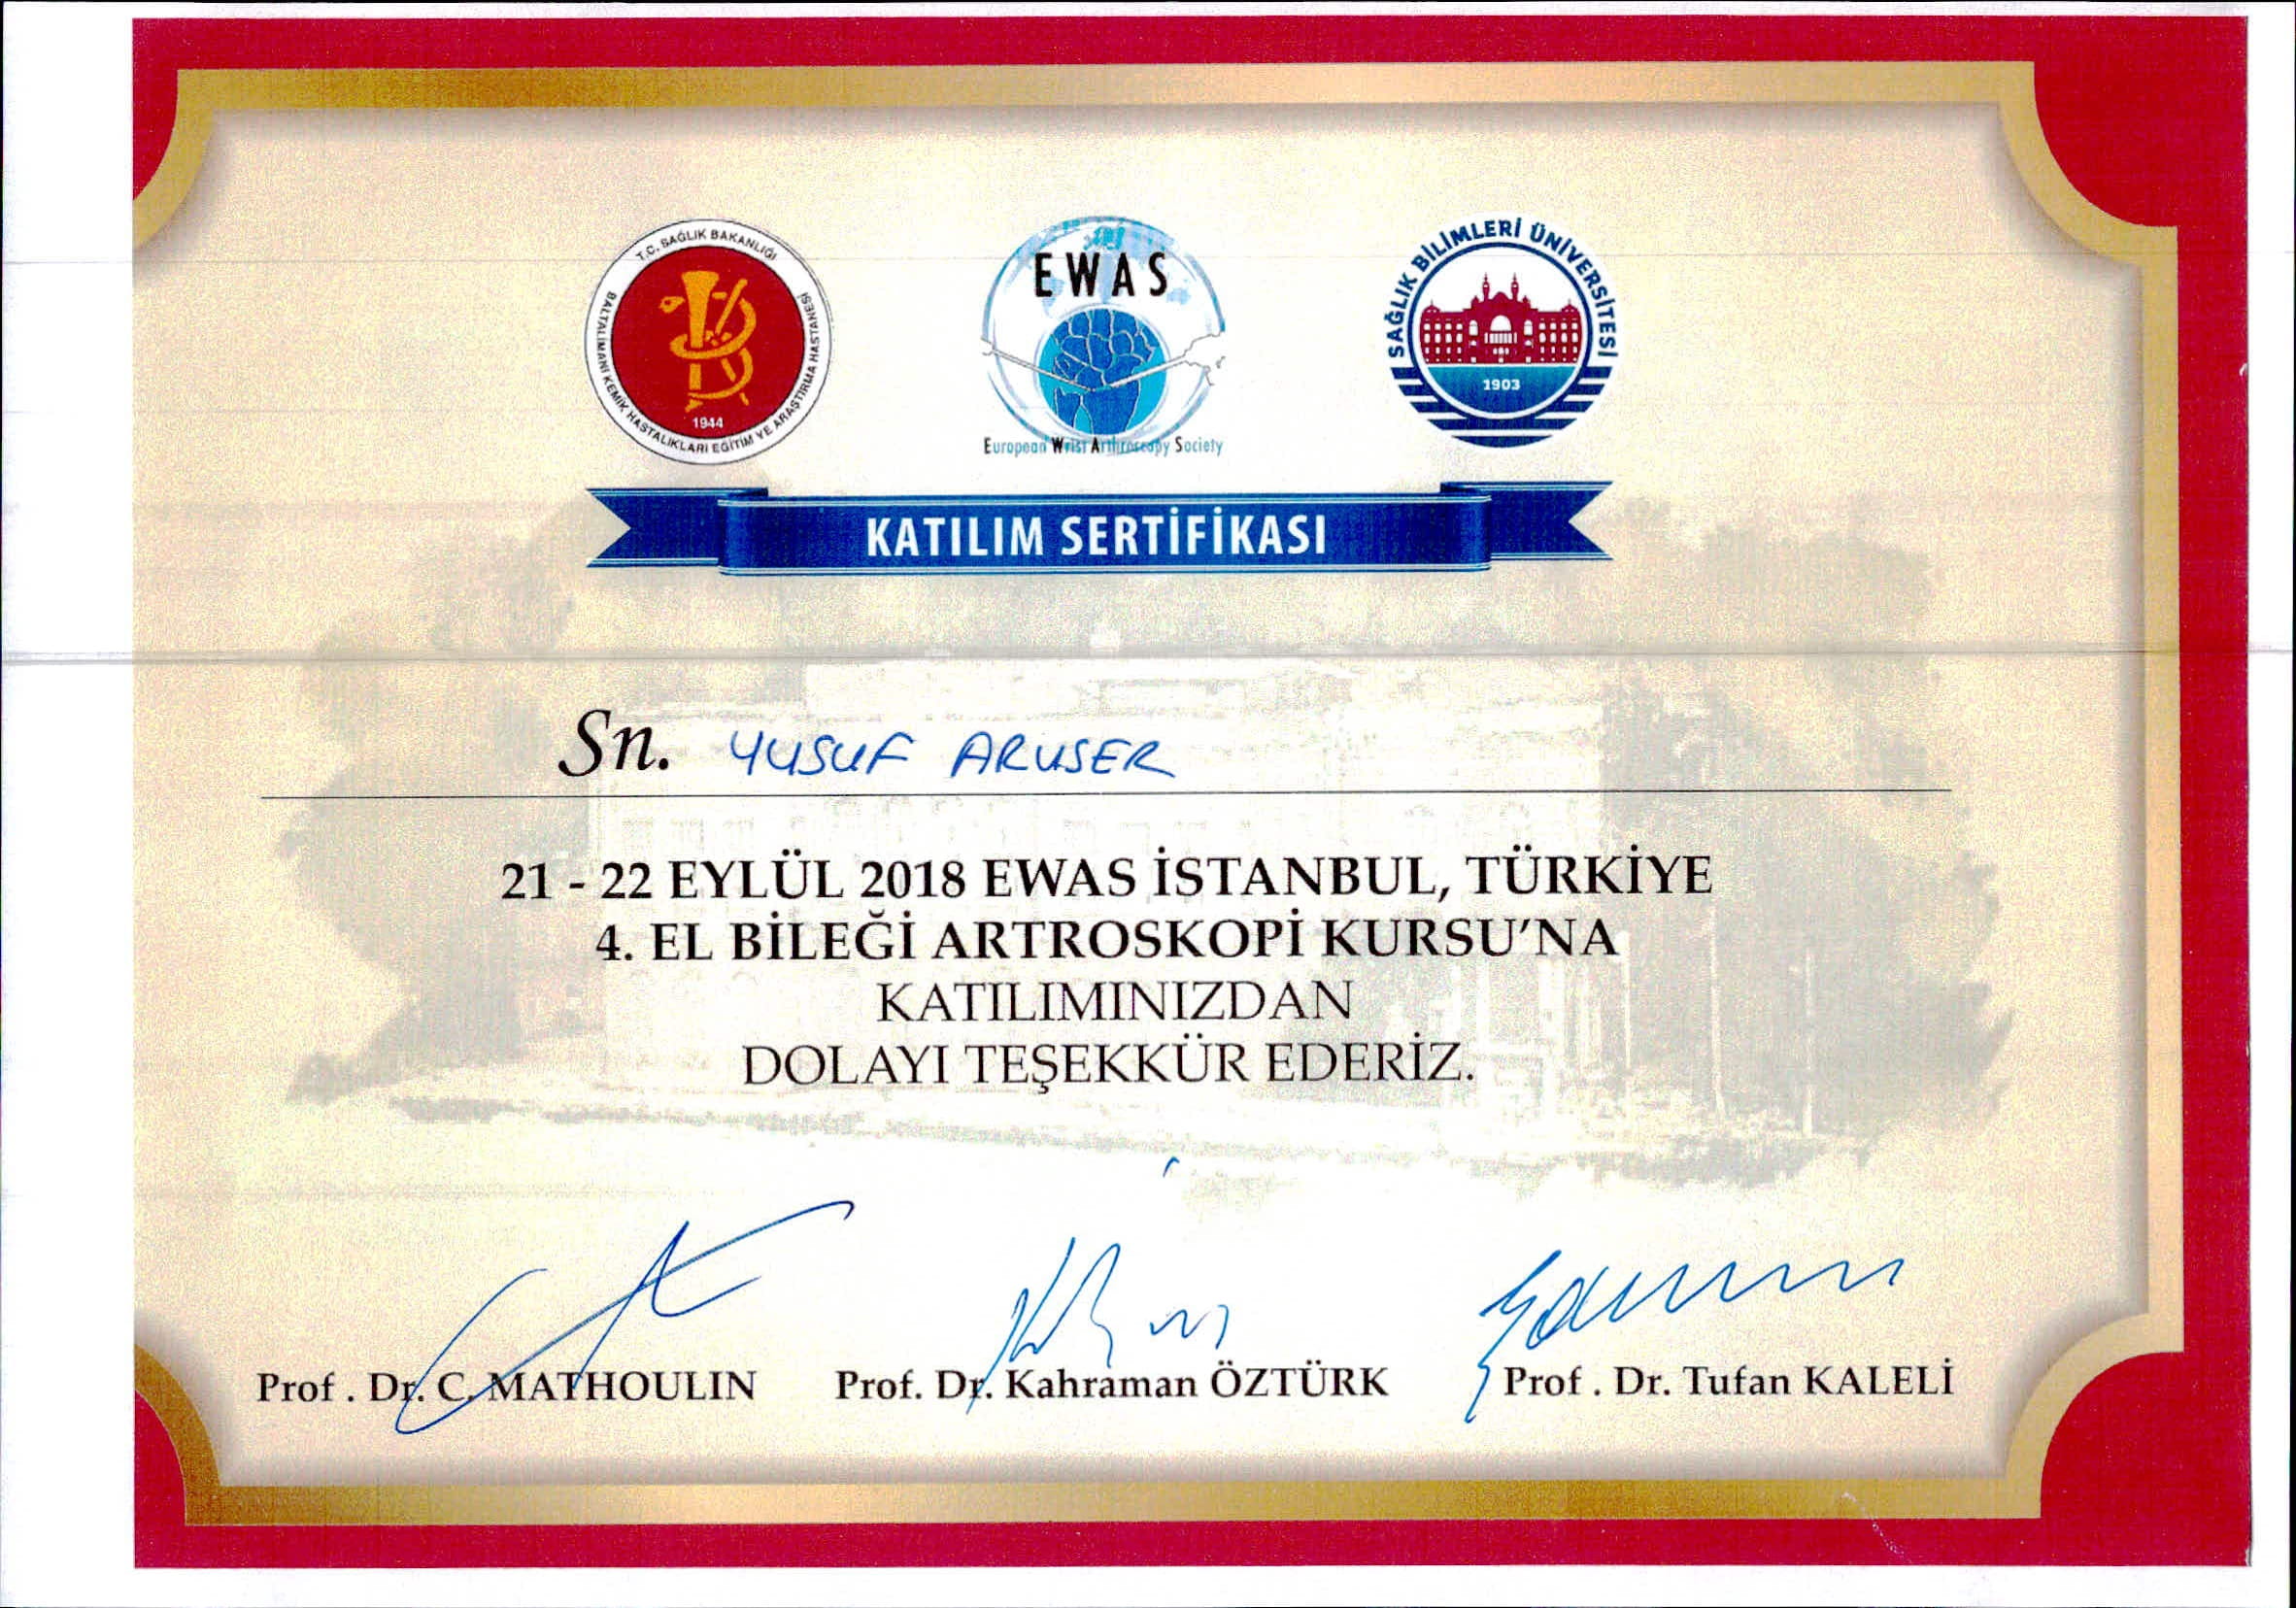 T.C. SAĞLIK BAKANLIĞI
BALTALİMANI KEMİK HASTALIKLARI EĞİTİM VE ARAŞTIRMA HASTANESİ
1944
EWAS
European Wrist Arthroscopy Society
SAĞLIK BİLİMLERİ ÜNİVERSİTESİ
1903
KATILIM SERTİFİKASI
Sn. YUSUF ARUSER
21 - 22 EYLÜL 2018 EWAS İSTANBUL, TÜRKİYE
4. EL BİLEĞİ ARTROSKOPİ KURSU'NA
KATILIMINIZDAN
DOLAYI TEŞEKKÜR EDERİZ.
Prof . Dr. C. MATHOULIN
Prof. Dr. Kahraman ÖZTÜRK
Prof . Dr. Tufan KALELİ